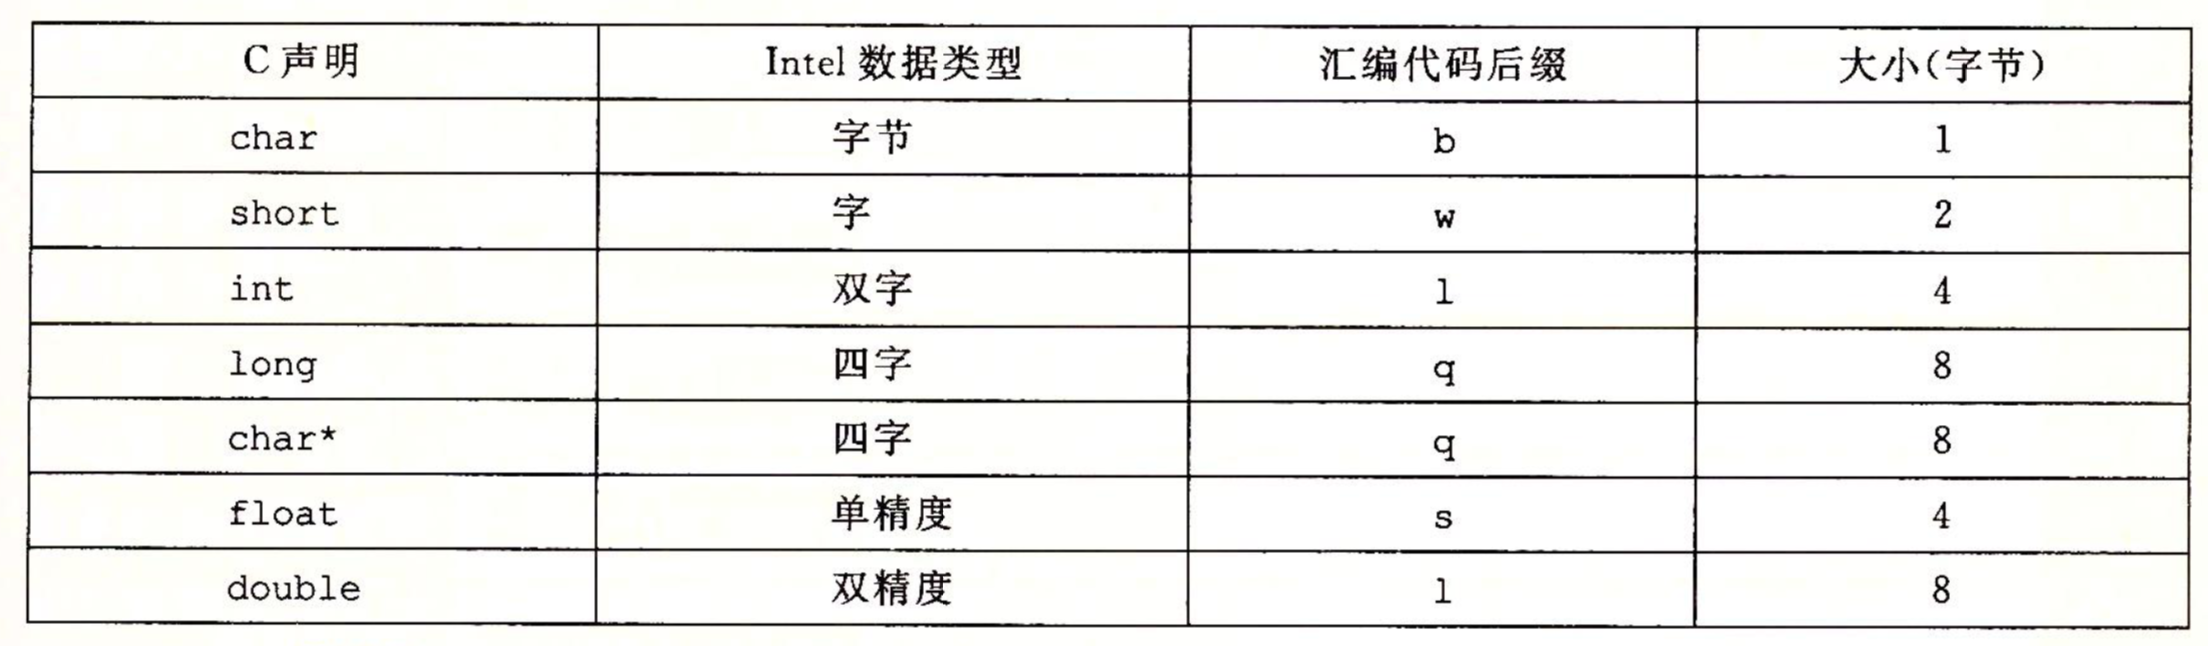 C 声明 Intel 数据类型 汇编代码后缀 大小(字节)
char 字节 b 1
short 字 w 2
int 双字 l 4
long 四字 q 8
char* 四字 q 8
float 单精度 s 4
double 双精度 l 8